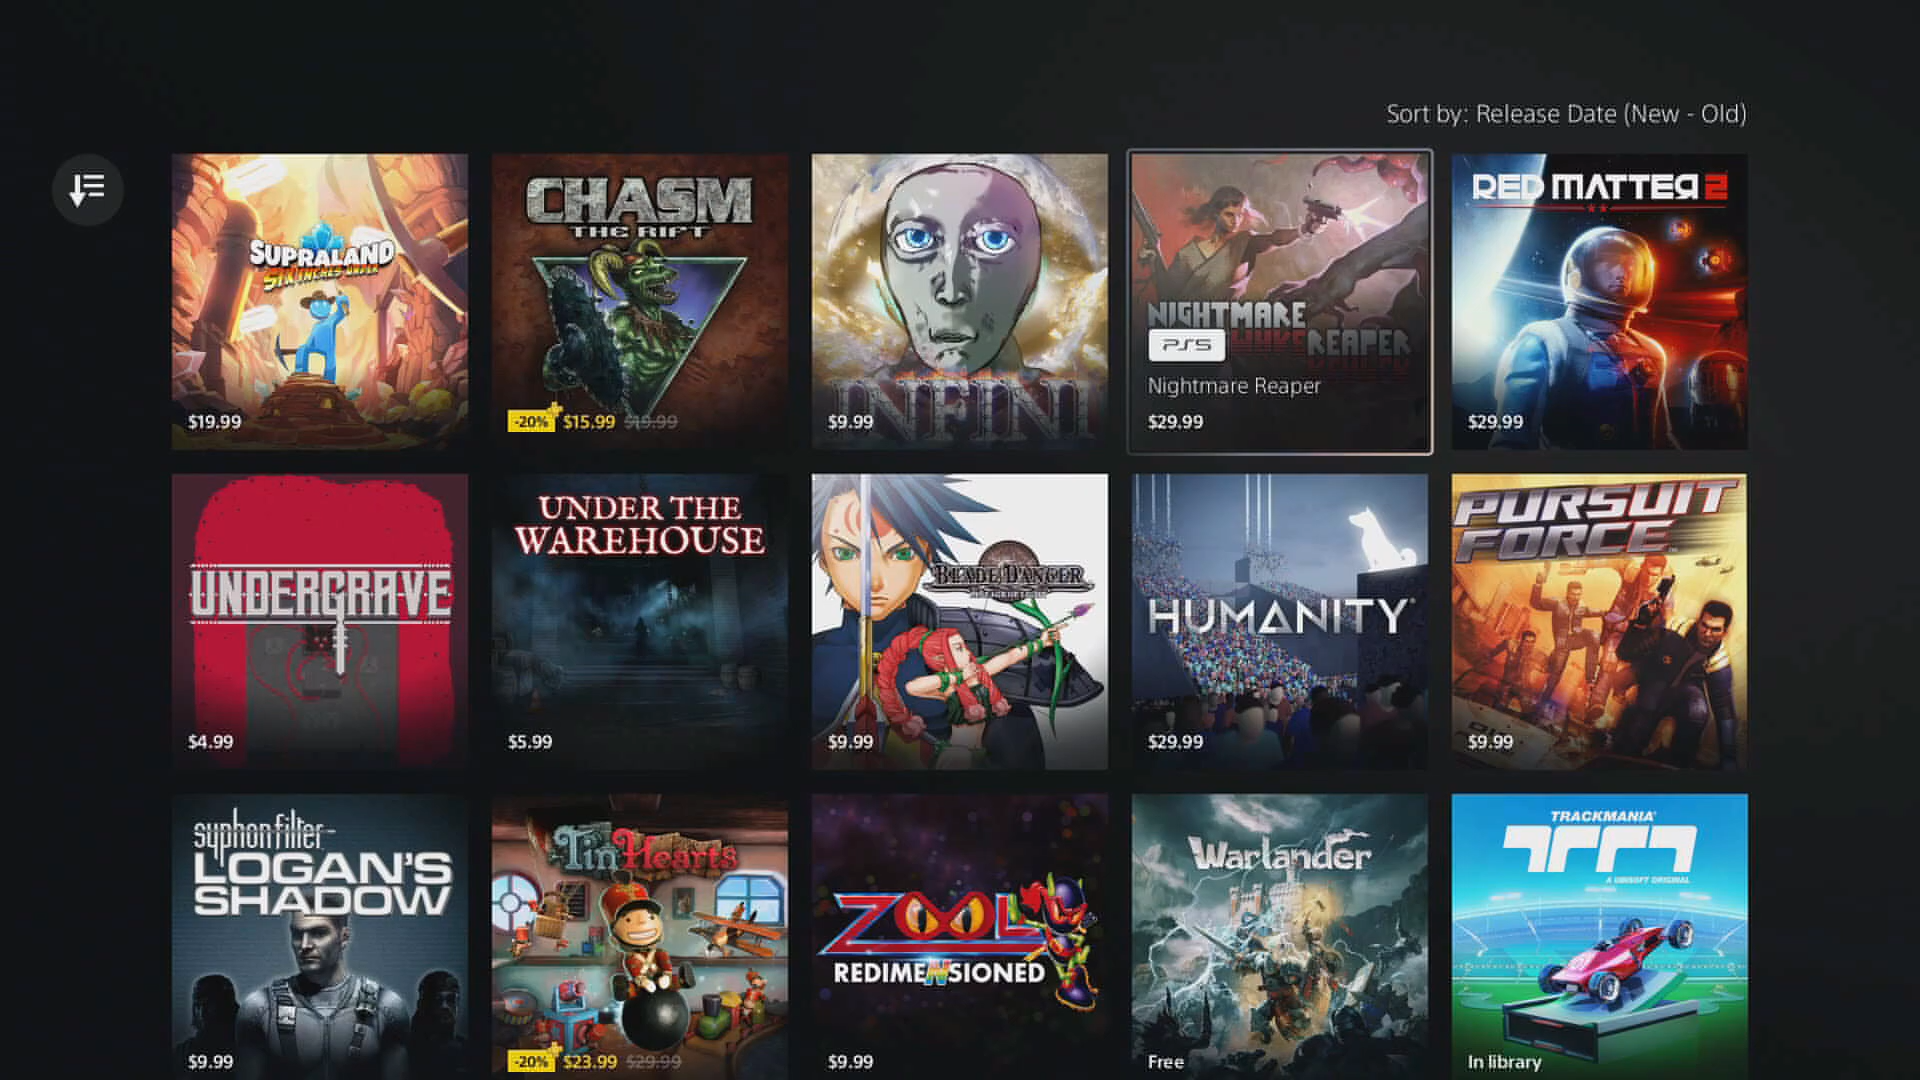 Sort by: Release Date (New - Old)
SUPRALAND
SIX INCHES UNDER
$19.99
CHASM
THE RIFT
-20% $15.99 $19.99
INFINI
$9.99
NIGHTMARE
REAPER
PS5
Nightmare Reaper
$29.99
RED MATTER 2
$29.99
UNDERGRAVE
$4.99
UNDER THE
WAREHOUSE
$5.99
BLADE DANCER
$9.99
HUMANITY
$29.99
PURSUIT
FORCE
$9.99
syphon filter
LOGAN'S
SHADOW
$9.99
Tin Hearts
-20% $23.99 $29.99
ZOOL
REDIMENSIONED
$9.99
Warlander
Free
TRACKMANIA
A UBISOFT ORIGINAL
In library